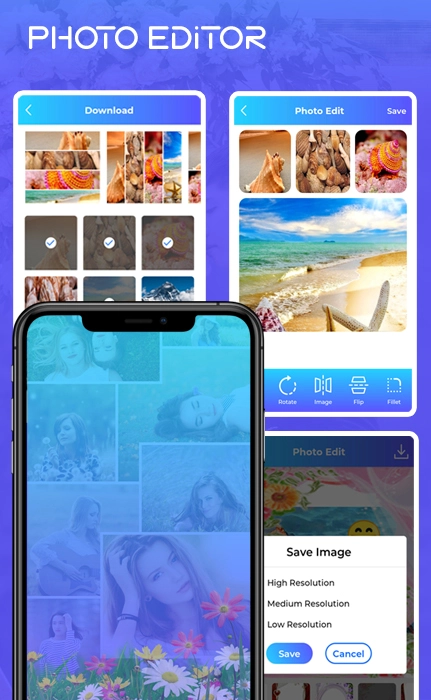 PHOTO EDITOR
Download
Photo Edit
Save
Rotate
Image
Flip
Fillet
Photo Edit
Save Image
High Resolution
Medium Resolution
Low Resolution
Save
Cancel